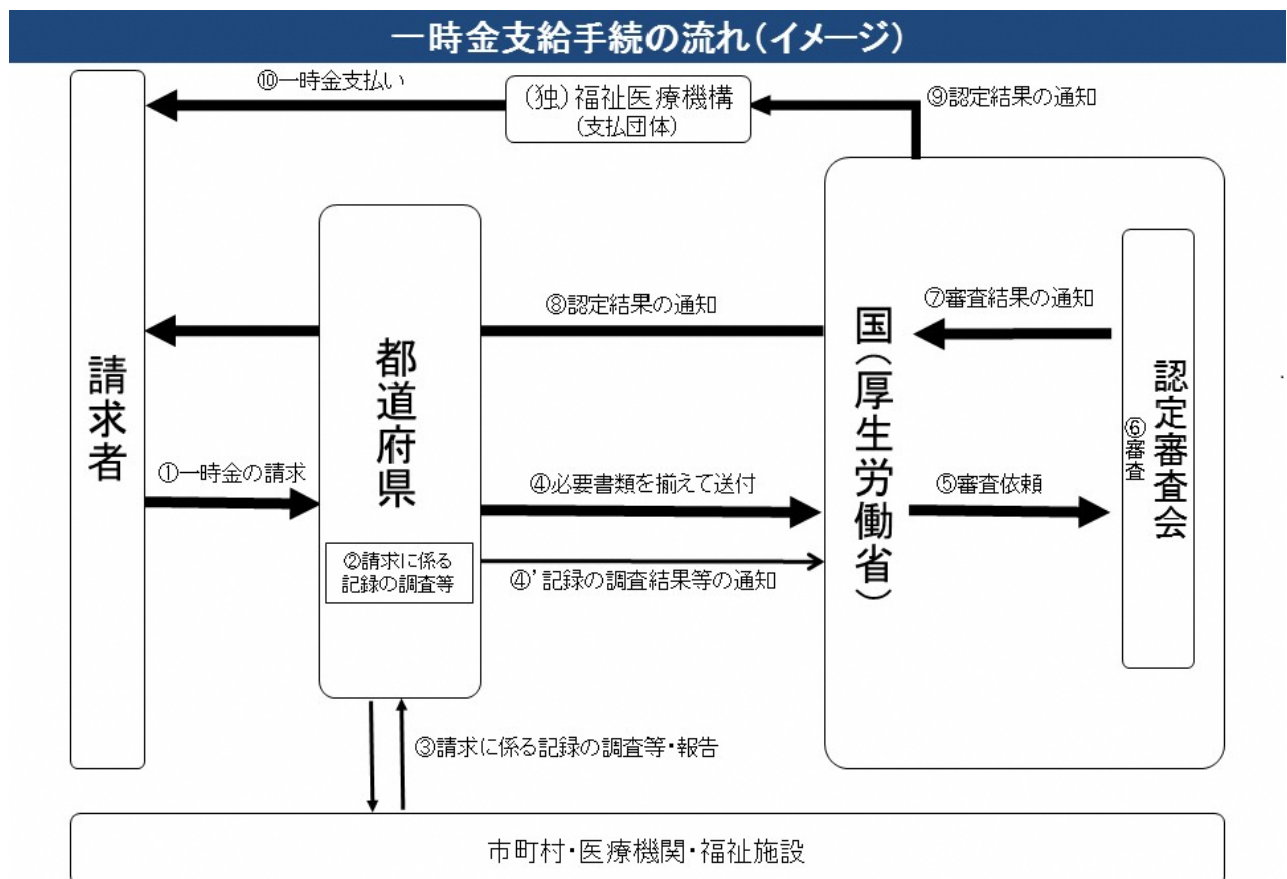 一時金支給手続の流れ(イメージ)
⑩一時金支払い
(独)福祉医療機構
(支払団体)
⑨認定結果の通知
請求者
都道府県
国(厚生労働省)
認定審査会
⑥審査
⑧認定結果の通知
⑦審査結果の通知
①一時金の請求
④必要書類を揃えて送付
⑤審査依頼
②請求に係る
記録の調査等
④’記録の調査結果等の通知
③請求に係る記録の調査等・報告
市町村・医療機関・福祉施設